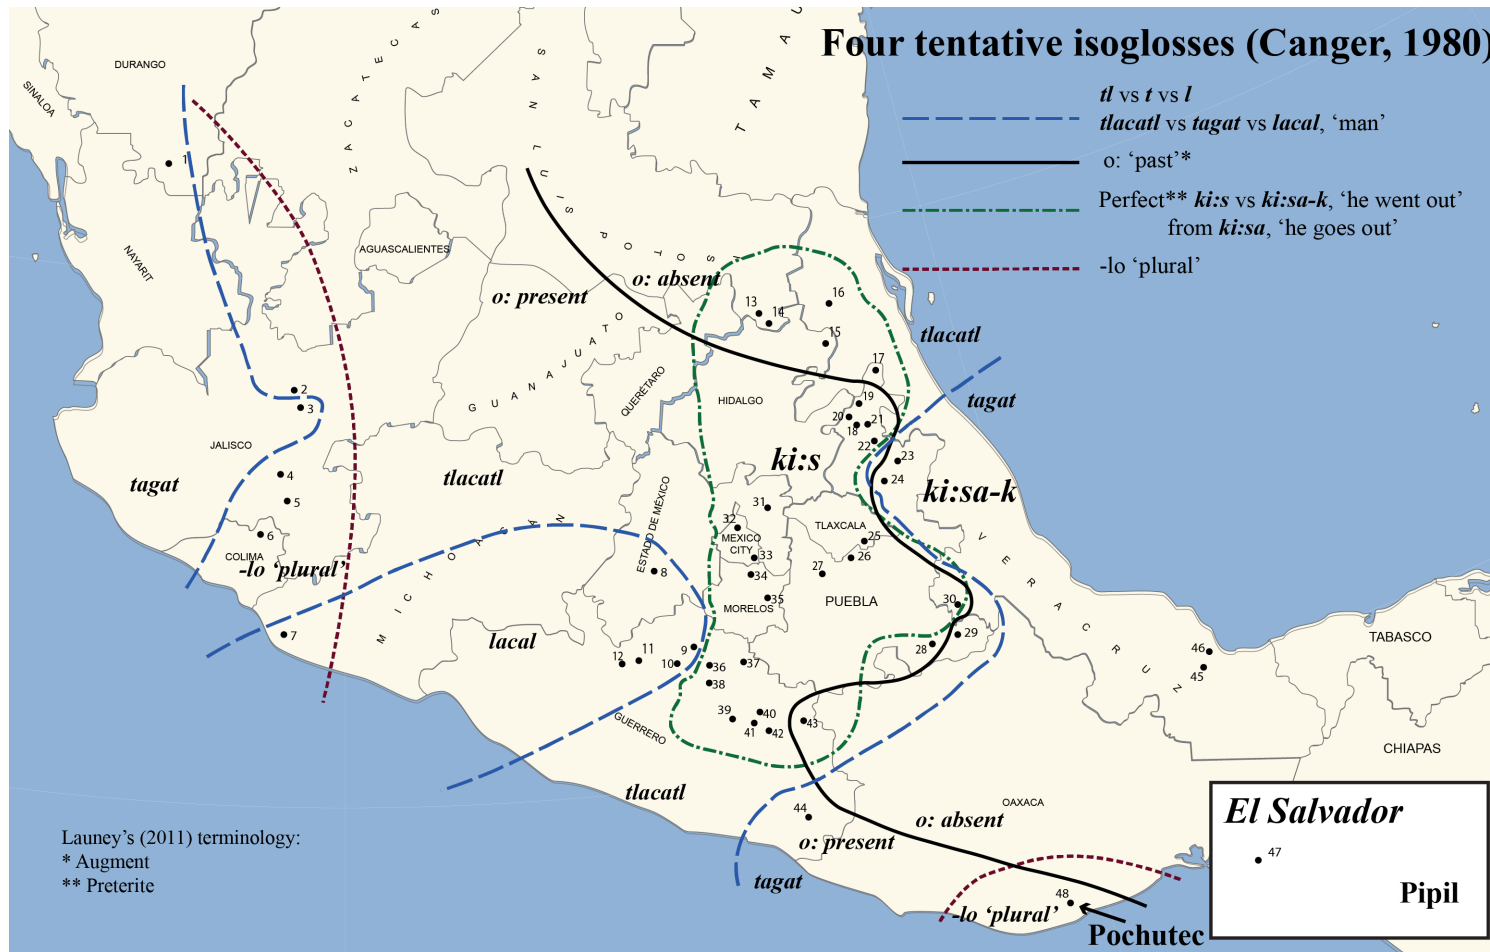 Four tentative isoglosses (Canger, 1980)
tl vs t vs l
tlacatl vs tagat vs lacal, ‘man’
o: ‘past’*
Perfect** ki:s vs ki:sa-k, ‘he went out’
from ki:sa, ‘he goes out’
-lo ‘plural’
DURANGO
SINALOA
ZACATECAS
SAN LUIS POTOSI
TAMAU
NAYARIT
AGUASCALIENTES
1
o: absent
o: present
13
14
16
15
tlacatl
17
GUANAJUATO
QUERÉTARO
HIDALGO
tagat
2
3
19
20
21
18
22
JALISCO
ki:s
23
24
ki:sa-k
tagat
tlacatl
4
5
31
32
MEXICO
CITY
TLAXCALA
25
26
6
COLIMA
-lo ‘plural’
MICHOACÁN
ESTADO DE MÉXICO
8
33
34
27
35
MORELOS
PUEBLA
30
29
28
VERACRUZ
7
lacal
12
11
10
9
36
37
38
46
45
TABASCO
39
40
41
42
43
GUERRERO
CHIAPAS
tlacatl
44
OAXACA
o: absent
o: present
tagat
El Salvador
47
Pipil
Launey’s (2011) terminology:
* Augment
** Preterite
48
-lo ‘plural’
Pochutec